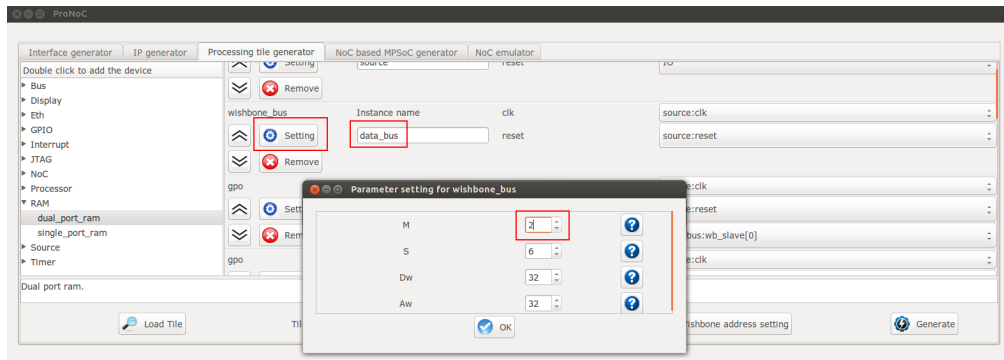 ProNoC
Interface generator
IP generator
Processing tile generator
NoC based MPSoC generator
NoC emulator
Double click to add the device
Bus
Display
Eth
GPIO
Interrupt
JTAG
NoC
Processor
RAM
dual_port_ram
single_port_ram
Source
Timer
Setting
source
reset
IO
Remove
wishbone_bus
Instance name
clk
source:clk
Setting
data_bus
reset
source:reset
Remove
gpo
e:clk
Sett
e:reset
Rem
bus:wb_slave[0]
gpo
e:clk
Parameter setting for wishbone_bus
M
2
S
6
Dw
32
Aw
32
OK
Dual port ram.
Load Tile
Til
ishbone address setting
Generate